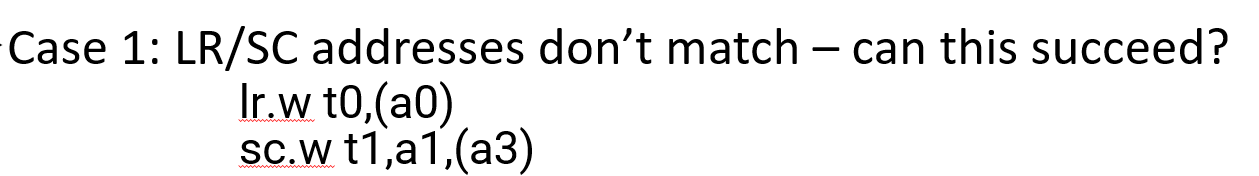 Case 1: LR/SC addresses don’t match – can this succeed?
lr.w t0,(a0)
sc.w t1,a1,(a3)